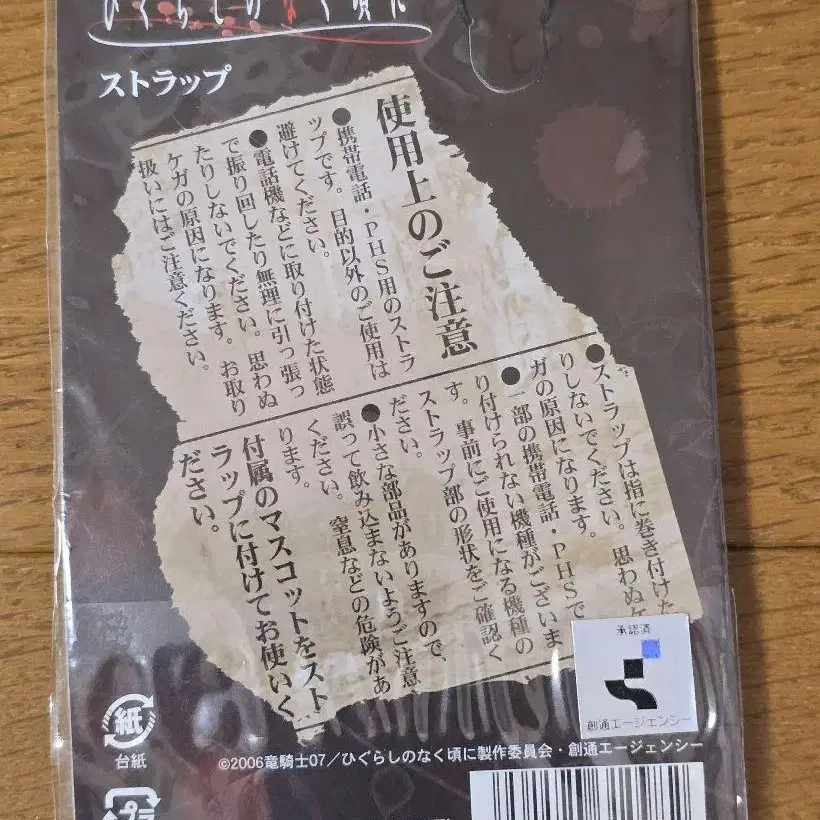 ひぐらしのなく頃に
ストラップ
使用上のご注意
●携帯電話・PHS用のストラ
ップです。目的以外のご使用は
避けてください。
●電話機などに取り付けた状態
で振り回したり無理に引っ張っ
たりしないでください。思わぬ
ケガの原因になります。お取り
扱いにはご注意ください。
●ストラップは指に巻き付けた
りしないでください。思わぬケ
ガの原因になります。
●一部の携帯電話・PHSで
り付けられない機種がございま
す。事前にご使用になる機種の
ストラップ部の形状をご確認く
ださい。
●小さな部品がありますので、
誤って飲み込まないようご注意
ください。窒息などの危険があ
ります。
付属のマスコットをスト
ラップに付けてお使いく
ださい。
承認済
創通エージェンシー
紙
台紙
プラ
©2006竜騎士07/ひぐらしのなく頃に製作委員会・創通エージェンシー